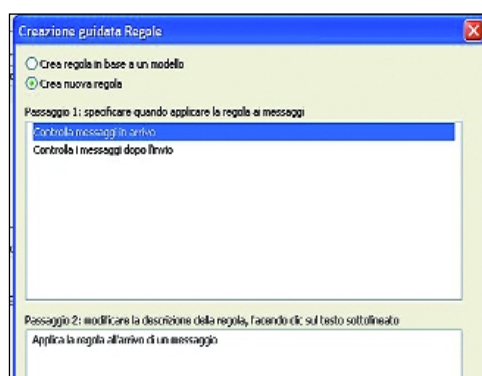 Creazione guidata Regole
Crea regola in base a un modello
Crea nuova regola
Passaggio 1: specificare quando applicare la regola ai messaggi
Controlla messaggi in arrivo
Controlla i messaggi dopo l'invio
Passaggio 2: modificare la descrizione della regola, facendo clic sul testo sottolineato
Applica la regola all'arrivo di un messaggio